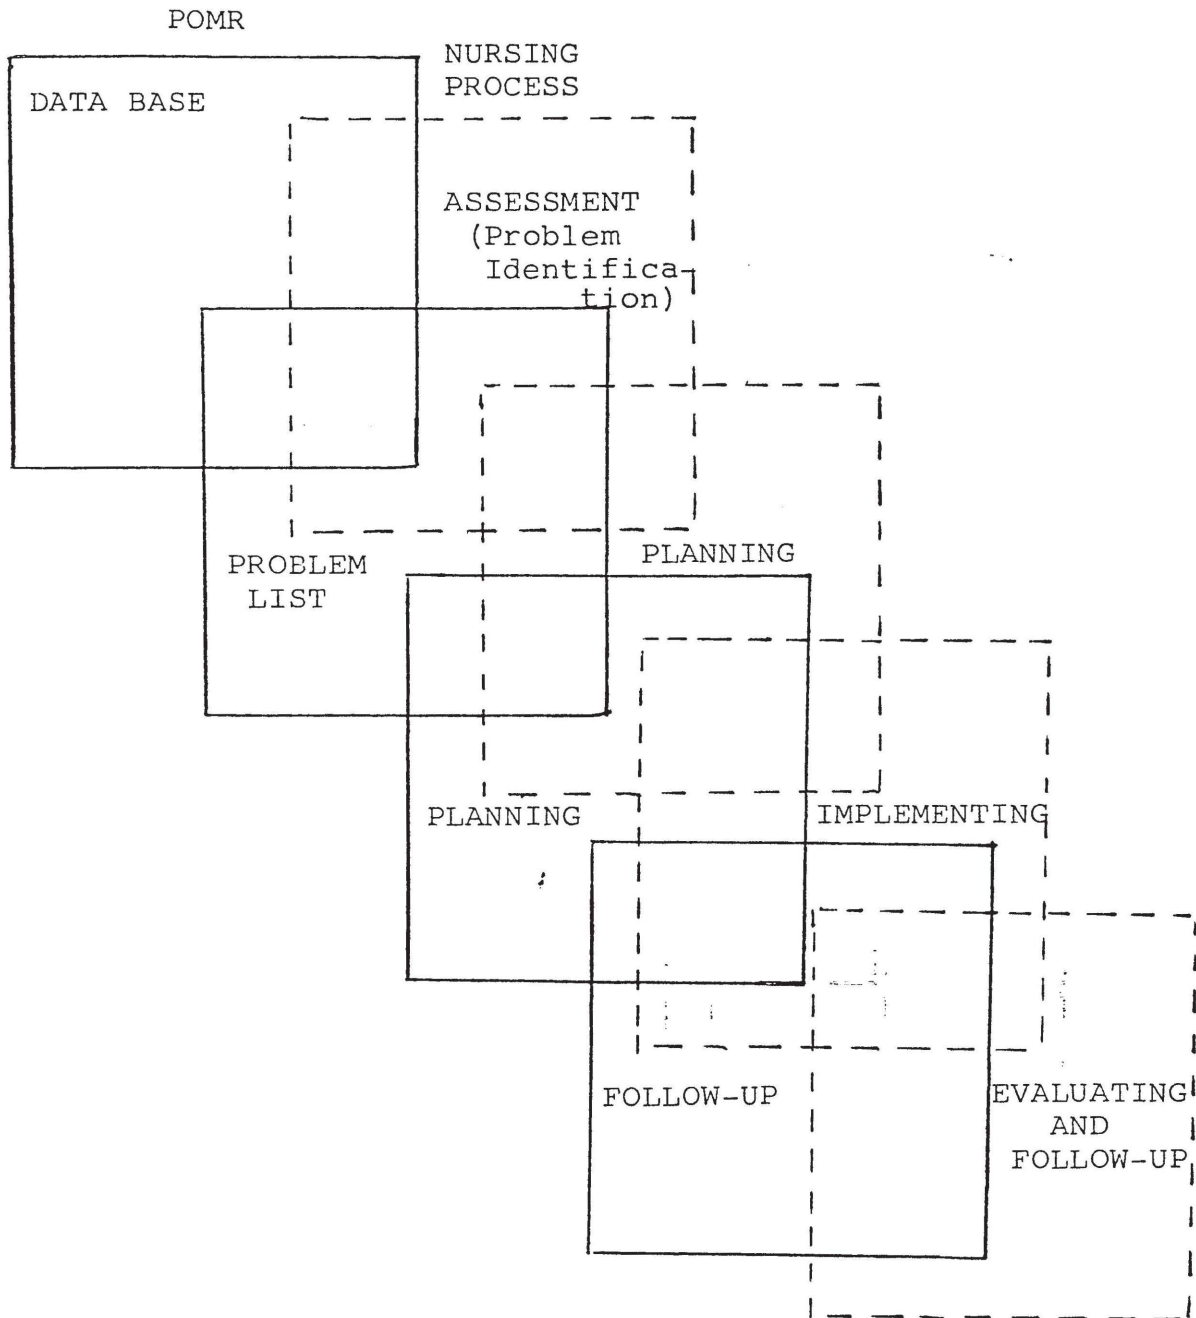 POMR
NURSING
PROCESS
DATA BASE
ASSESSMENT
(Problem
Identifica-
tion)
PROBLEM
LIST
PLANNING
PLANNING
IMPLEMENTING
FOLLOW-UP
EVALUATING
AND
FOLLOW-UP